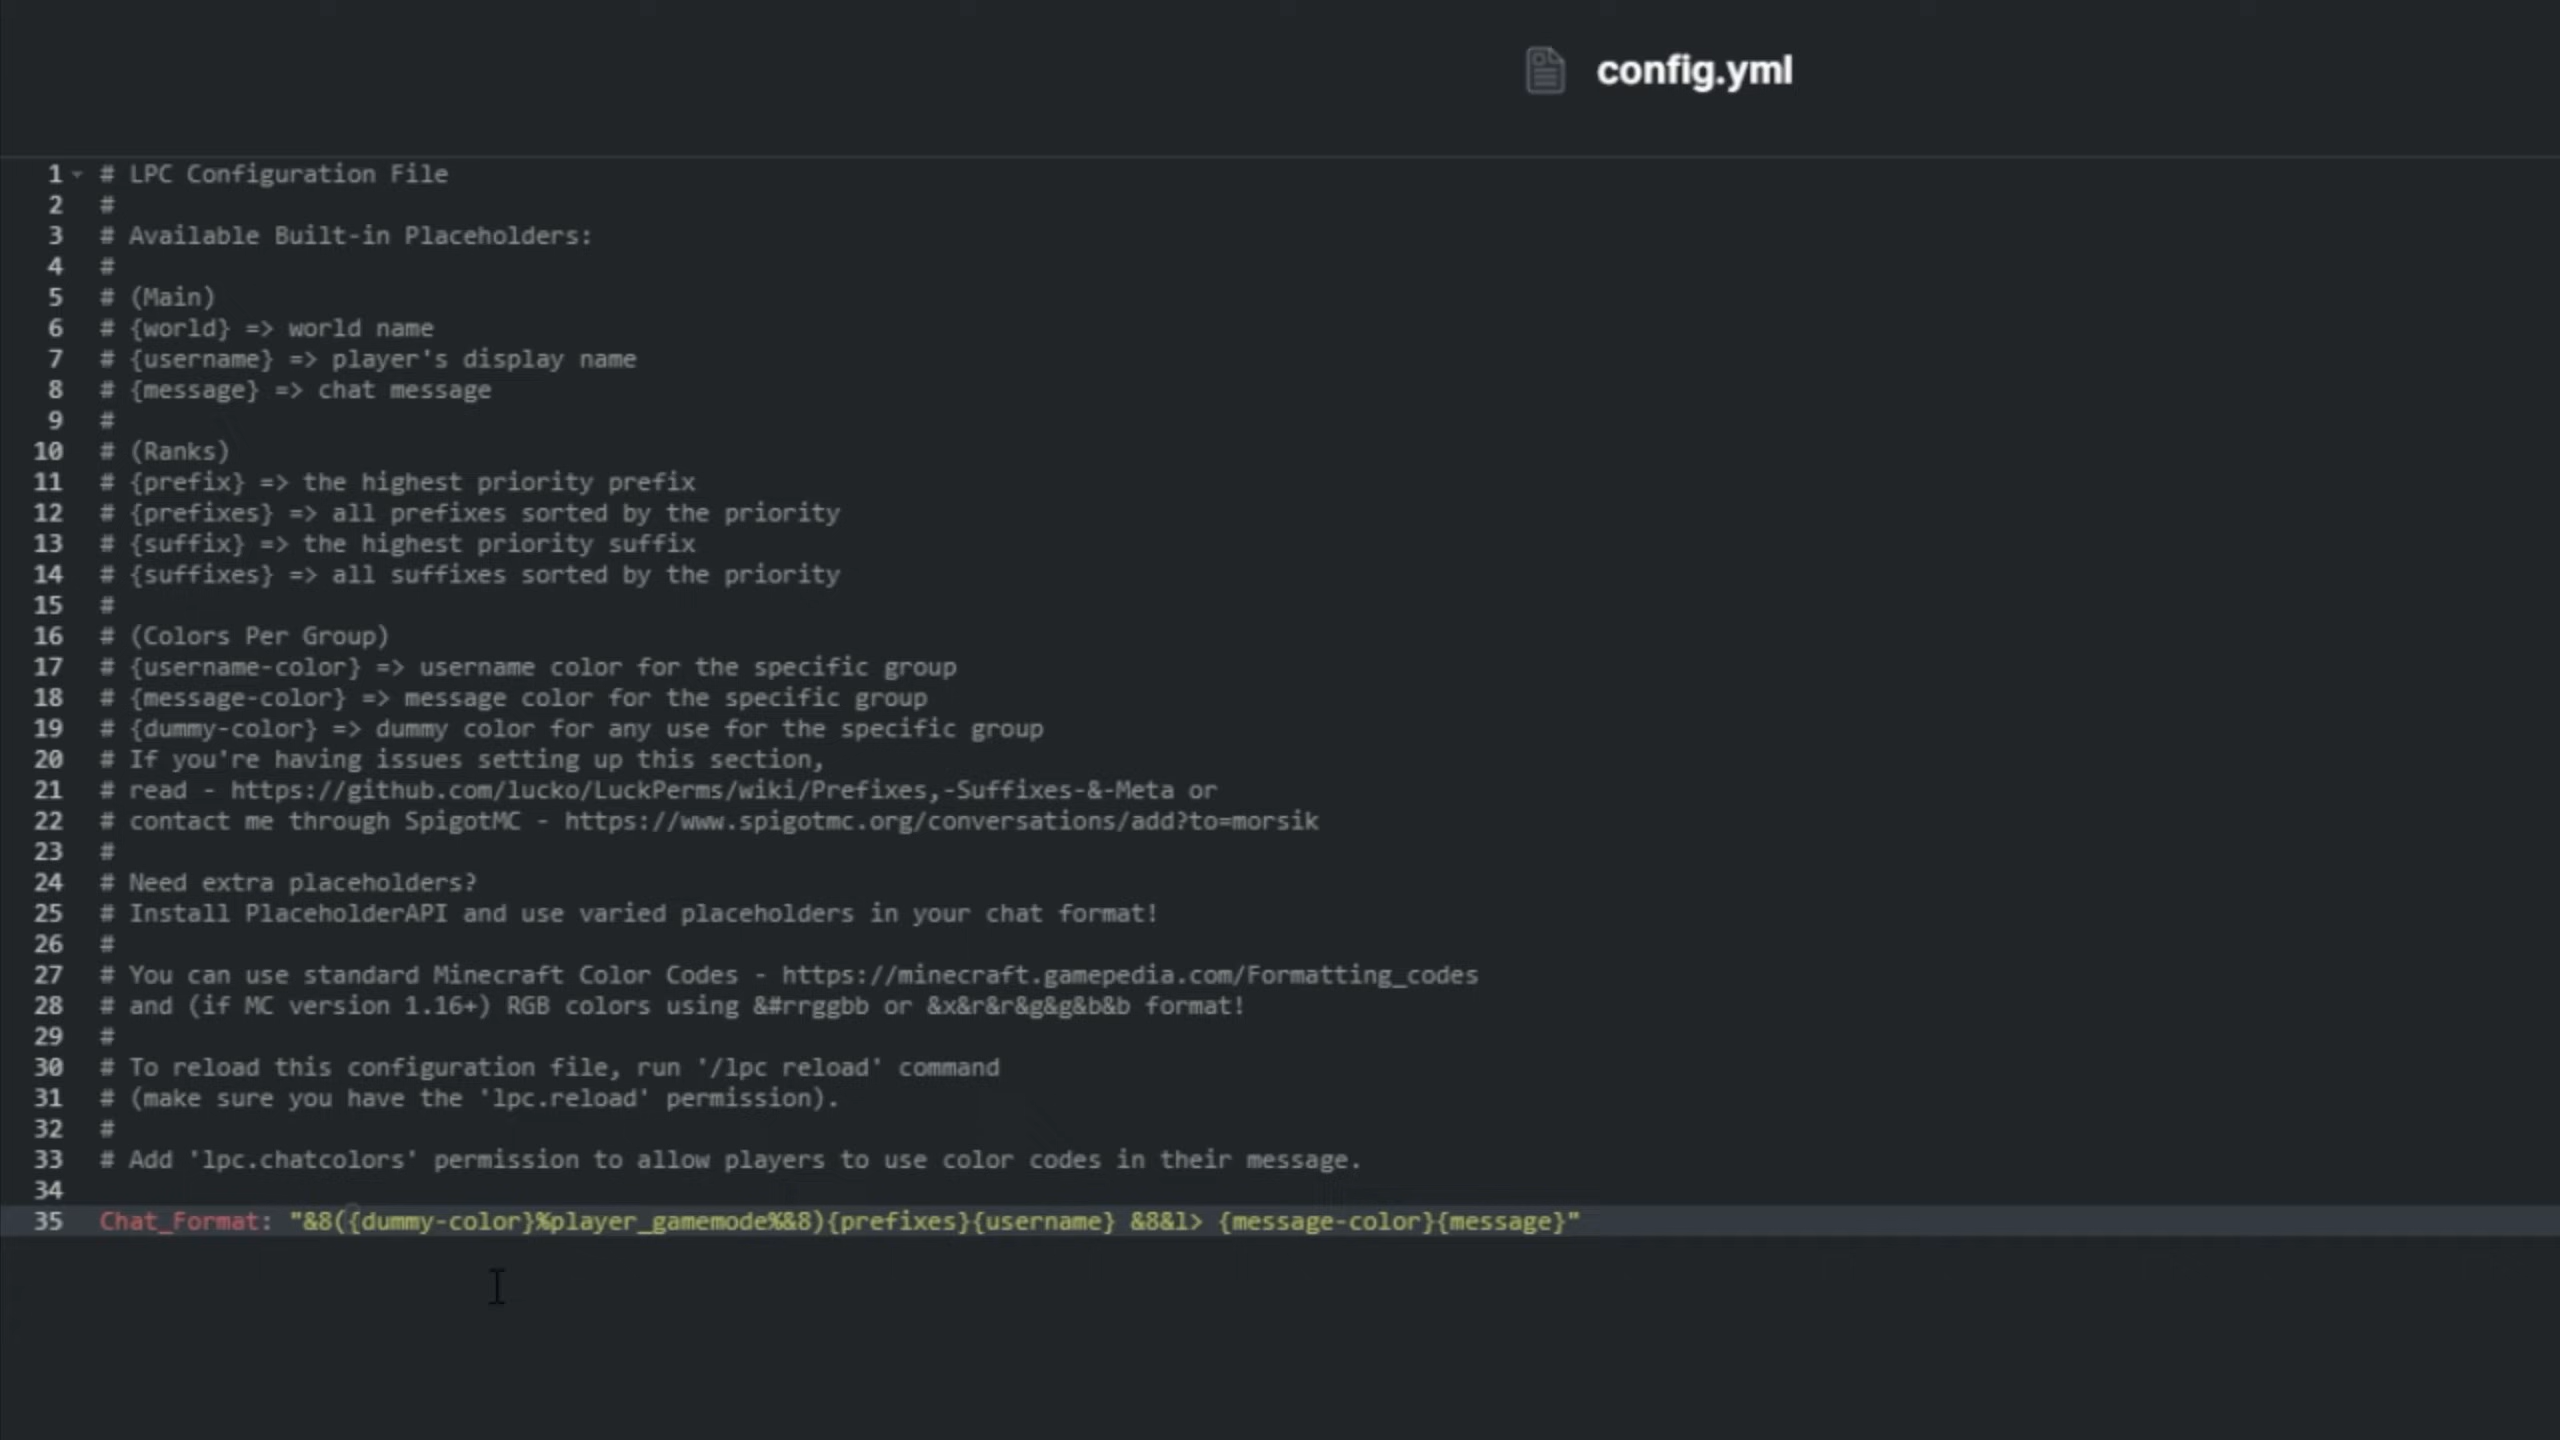 config.yml
1 # LPC Configuration File
2 #
3 # Available Built-in Placeholders:
4 #
5 # (Main)
6 # {world} => world name
7 # {username} => player's display name
8 # {message} => chat message
9 #
10 # (Ranks)
11 # {prefix} => the highest priority prefix
12 # {prefixes} => all prefixes sorted by the priority
13 # {suffix} => the highest priority suffix
14 # {suffixes} => all suffixes sorted by the priority
15 #
16 # (Colors Per Group)
17 # {username-color} => username color for the specific group
18 # {message-color} => message color for the specific group
19 # {dummy-color} => dummy color for any use for the specific group
20 # If you're having issues setting up this section,
21 # read - https://github.com/lucko/LuckPerms/wiki/Prefixes,-Suffixes-&-Meta or
22 # contact me through SpigotMC - https://www.spigotmc.org/conversations/add?to=morsik
23 #
24 # Need extra placeholders?
25 # Install PlaceholderAPI and use varied placeholders in your chat format!
26 #
27 # You can use standard Minecraft Color Codes - https://minecraft.gamepedia.com/Formatting_codes
28 # and (if MC version 1.16+) RGB colors using &#rrggbb or &x&r&r&g&g&b&b format!
29 #
30 # To reload this configuration file, run '/lpc reload' command
31 # (make sure you have the 'lpc.reload' permission).
32 #
33 # Add 'lpc.chatcolors' permission to allow players to use color codes in their message.
34
35 Chat_Format: "&8({dummy-color}%player_gamemode%&8){prefixes}{username} &8&l> {message-color}{message}"